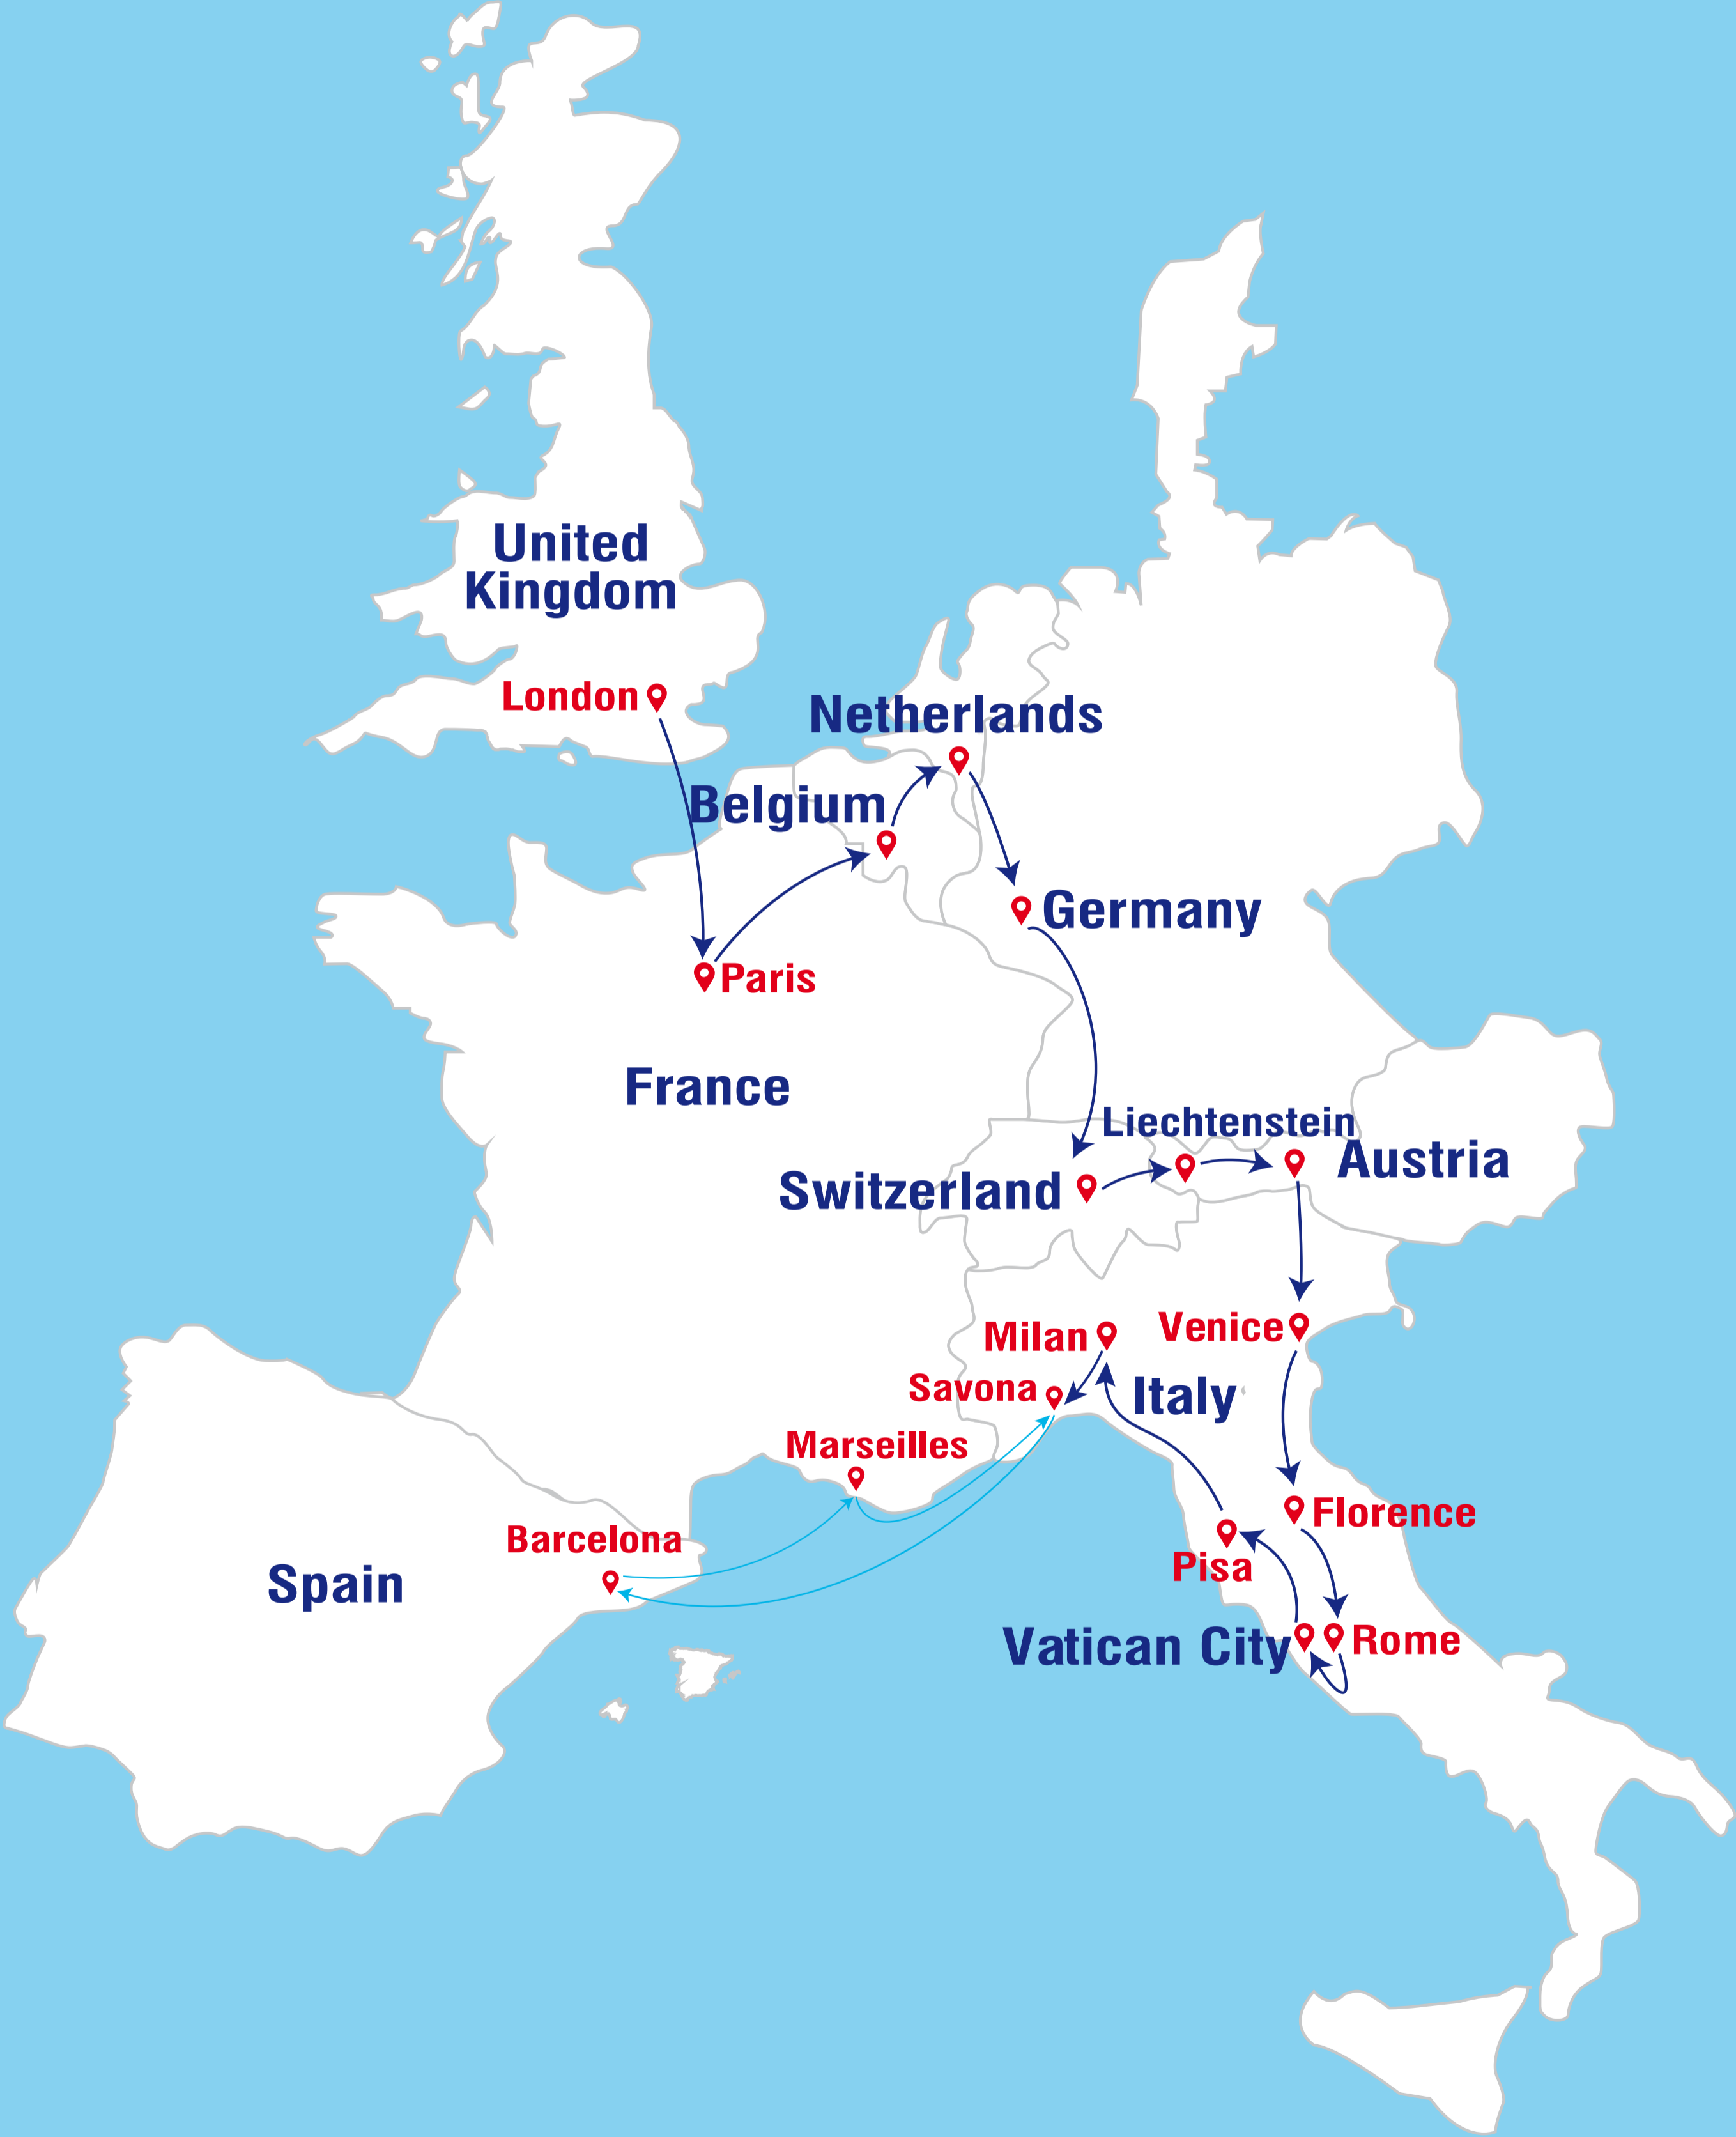 United
Kingdom
London
Netherlands
Belgium
Germany
Paris
France
Liechtenstein
Austria
Switzerland
Venice
Milan
Italy
Savona
Marseilles
Florence
Barcelona
Pisa
Spain
Vatican City
Rome